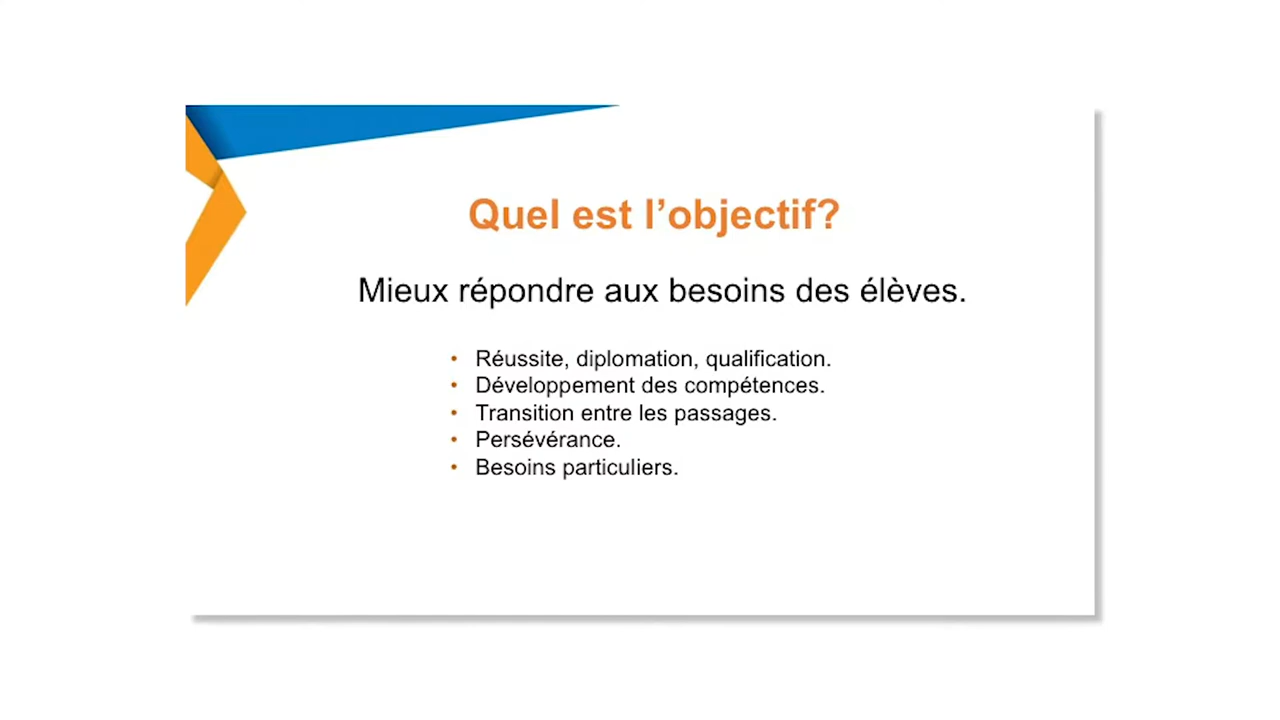 Quel est l’objectif?
Mieux répondre aux besoins des élèves.
• Réussite, diplomation, qualification.
• Développement des compétences.
• Transition entre les passages.
• Persévérance.
• Besoins particuliers.